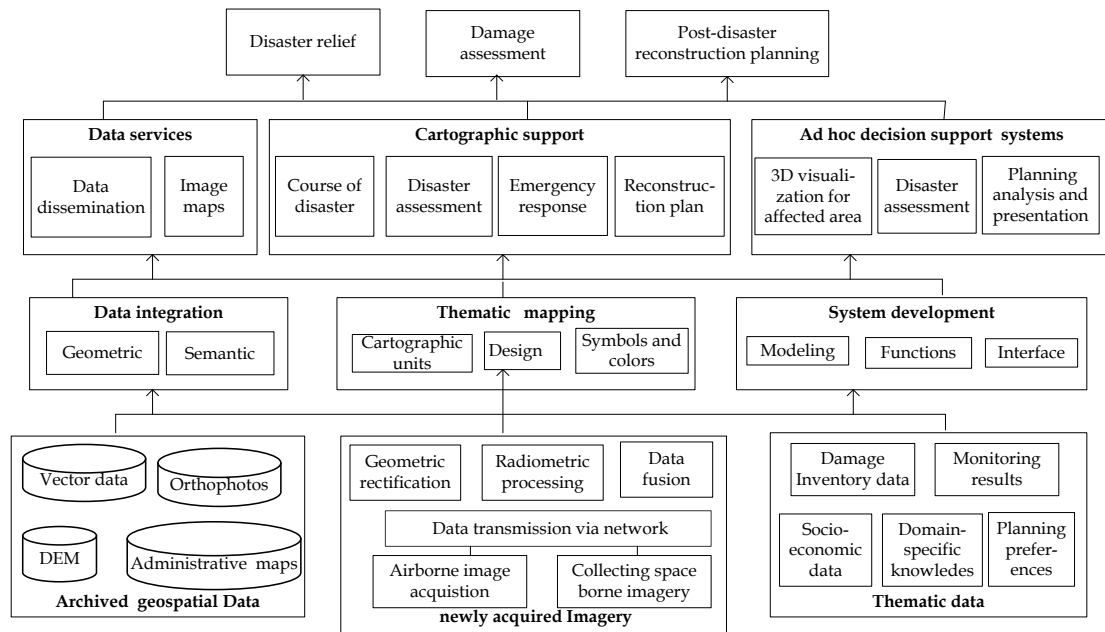 Disaster relief
Damage
assessment
Post-disaster
reconstruction planning
Data services
Data
dissemination
Image
maps
Cartographic support
Course of
disaster
Disaster
assessment
Emergency
response
Reconstruc-
tion plan
Ad hoc decision support systems
3D visuali-
zation for
affected area
Disaster
assessment
Planning
analysis and
presentation
Data integration
Geometric
Semantic
Thematic mapping
Cartographic
units
Design
Symbols and
colors
System development
Modeling
Functions
Interface
Vector data
Orthophotos
DEM
Administrative maps
Archived geospatial Data
Geometric
rectification
Radiometric
processing
Data
fusion
Data transmission via network
Airborne image
acquistion
Collecting space
borne imagery
newly acquired Imagery
Damage
Inventory data
Monitoring
results
Socio-
economic
data
Domain-
specific
knowledes
Planning
prefer-
ences
Thematic data